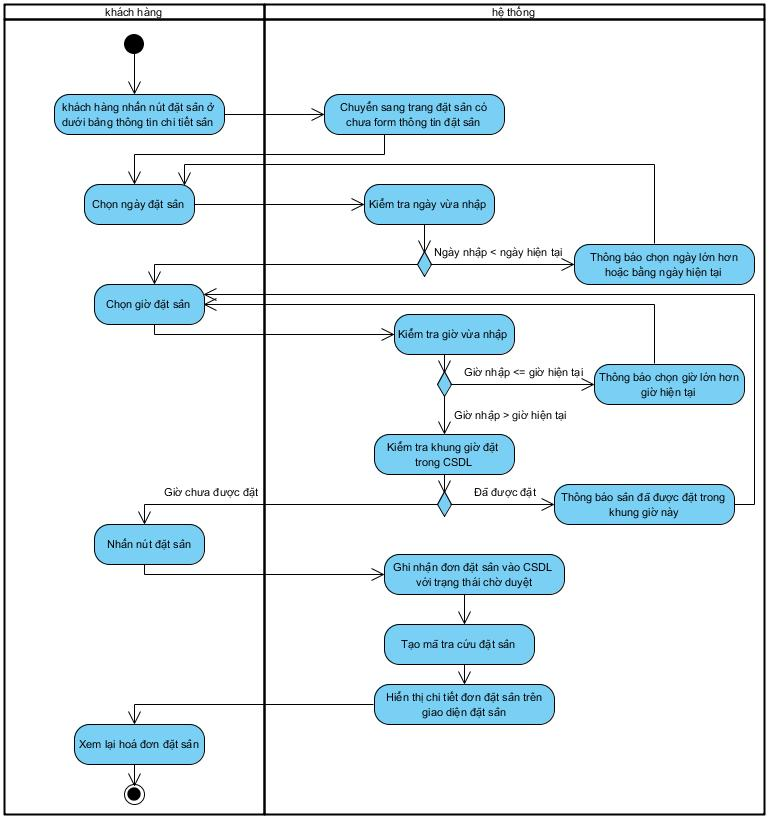 khách hàng
hệ thống
khách hàng nhấn nút đặt sân ở
dưới bảng thông tin chi tiết sân
Chuyển sang trang đặt sân có
chưa form thông tin đặt sân
Chọn ngày đặt sân
Kiểm tra ngày vừa nhập
Ngày nhập < ngày hiện tại
Thông báo chọn ngày lớn hơn
hoặc bằng ngày hiện tại
Chọn giờ đặt sân
Kiểm tra giờ vừa nhập
Giờ nhập <= giờ hiện tại
Thông báo chọn giờ lớn hơn
giờ hiện tại
Giờ nhập > giờ hiện tại
Kiểm tra khung giờ đặt
trong CSDL
Giờ chưa được đặt
Đã được đặt
Thông báo sân đã được đặt trong
khung giờ này
Nhấn nút đặt sân
Ghi nhận đơn đặt sân vào CSDL
với trạng thái chờ duyệt
Tạo mã tra cứu đặt sân
Hiển thị chi tiết đơn đặt sân trên
giao diện đặt sân
Xem lại hoá đơn đặt sân